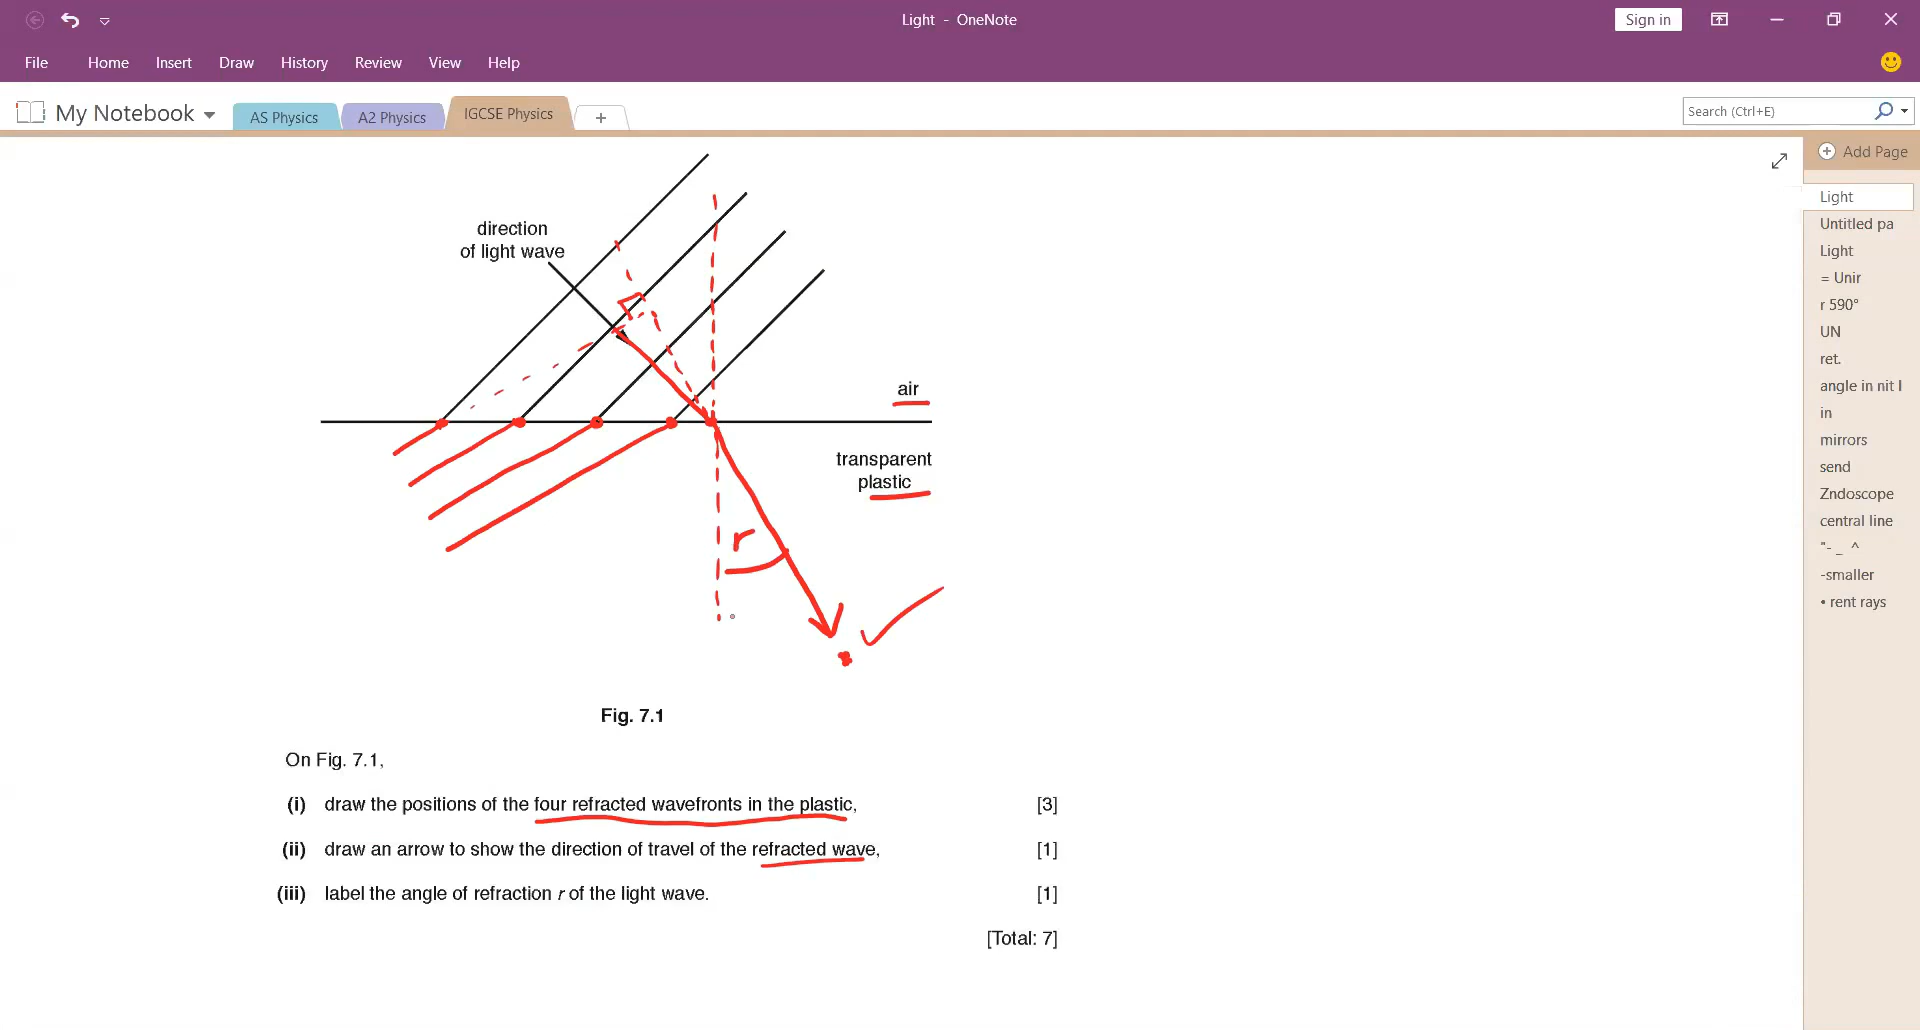 Light - OneNote
Sign in
File Home Insert Draw History Review View Help
My Notebook
AS Physics
A2 Physics
IGCSE Physics
+
Search (Ctrl+E)
Add Page
Light
Untitled pa
Light
= Unir
r 590°
UN
ret.
angle in nit I
in
mirrors
send
Zndoscope
central line
"- _ ^
-smaller
• rent rays
direction
of light wave
air
transparent
plastic
r
Fig. 7.1
On Fig. 7.1,
(i) draw the positions of the four refracted wavefronts in the plastic, [3]
(ii) draw an arrow to show the direction of travel of the refracted wave, [1]
(iii) label the angle of refraction r of the light wave. [1]
[Total: 7]